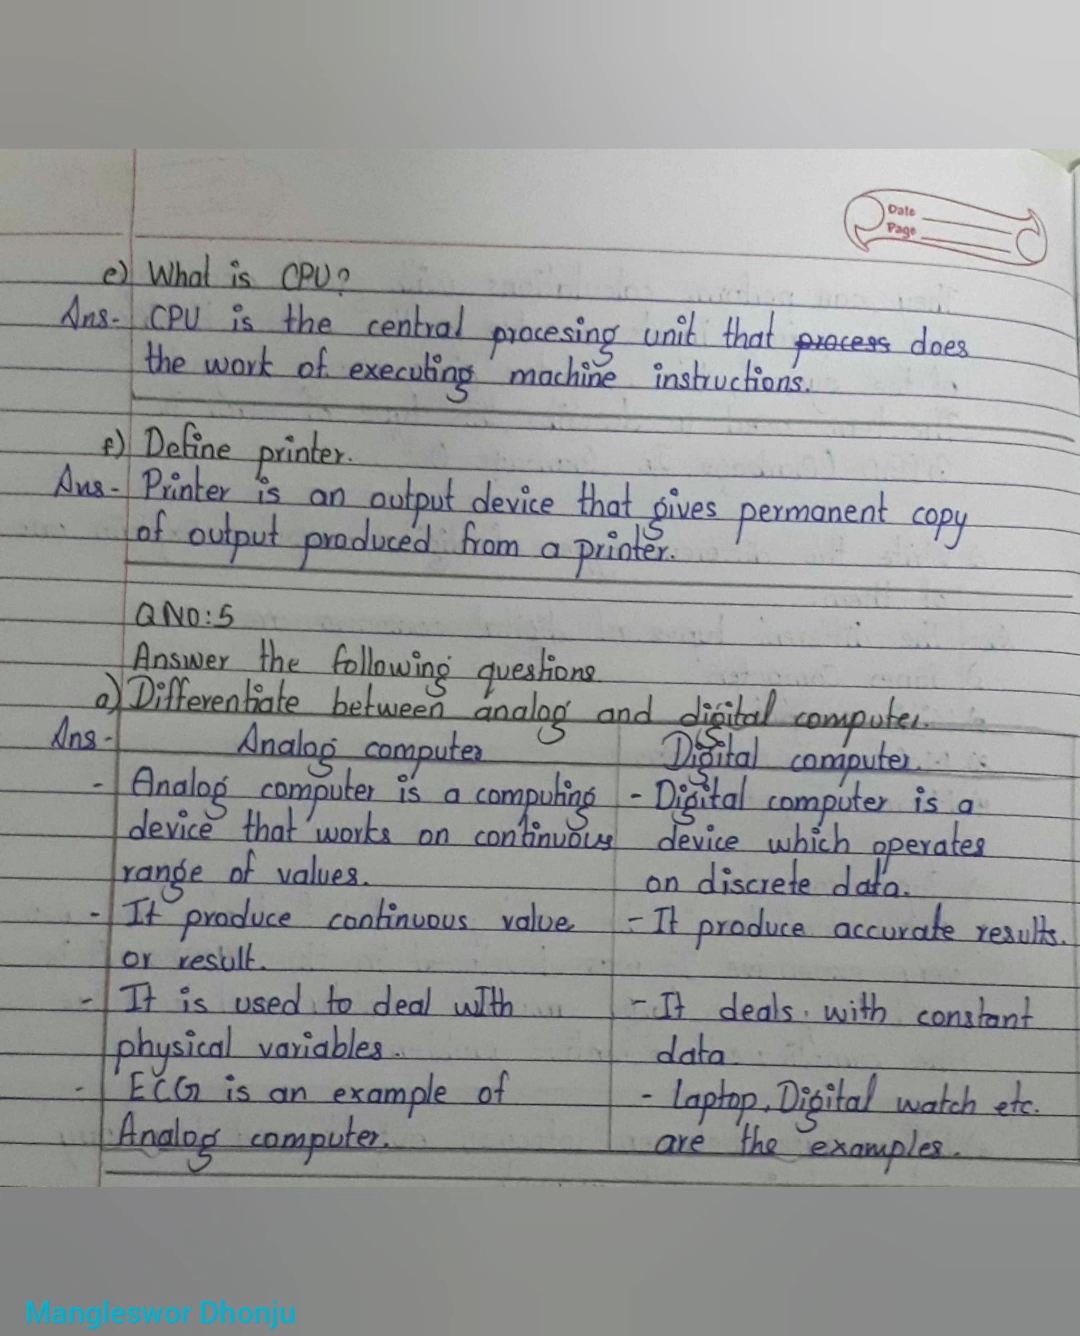 Date
Page
e) What is CPU?
Ans- CPU is the central procesing unit that process does
the work of executing machine instructions.
f) Define printer.
Ans- Printer is an output device that gives permanent copy
of output produced from a printer.
Q NO: 5
Answer the following questions
a) Differentiate between analog and digital computer.
Ans-
Analog computer
- Analog computer is a computing
device that works on continuous
range of values.
- It produce continuous value
or result.
- It is used to deal with
physical variables.
- ECG is an example of
Analog computer.
Digital computer
- Digital computer is a
device which operates
on discrete data.
- It produce accurate results.
- It deals with constant
data
- laptop, Digital watch etc.
are the examples.
Mangleswor Dhonju